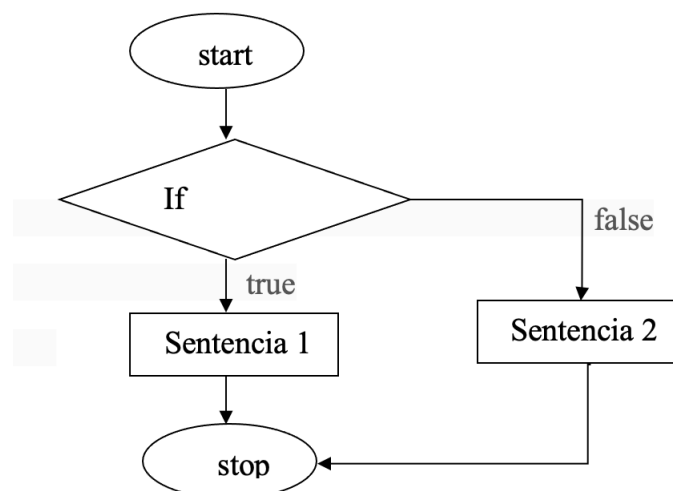 start
If
false
true
Sentencia 1
Sentencia 2
stop